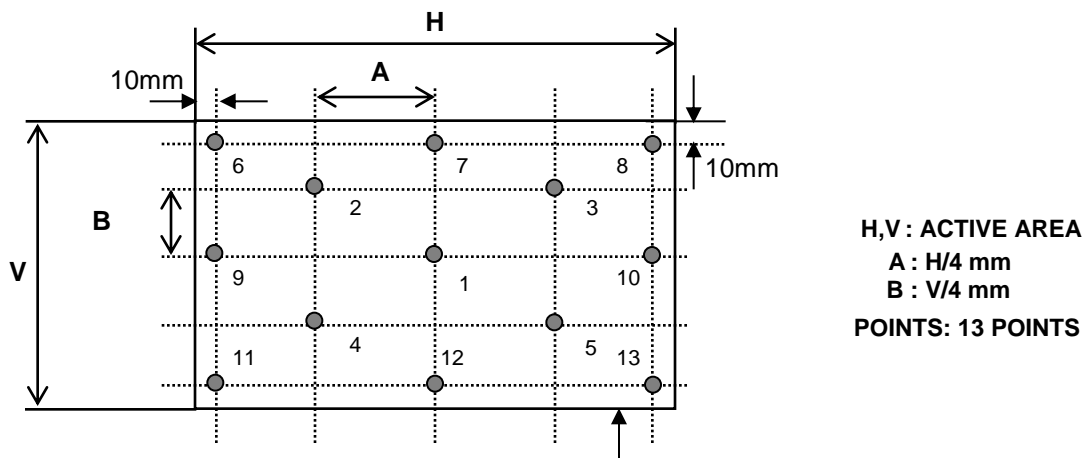 H
A
10mm
6
7
8
10mm
2
3
B
H,V : ACTIVE AREA
V
9
1
10
A : H/4 mm
B : V/4 mm
POINTS: 13 POINTS
4
5
11
12
13